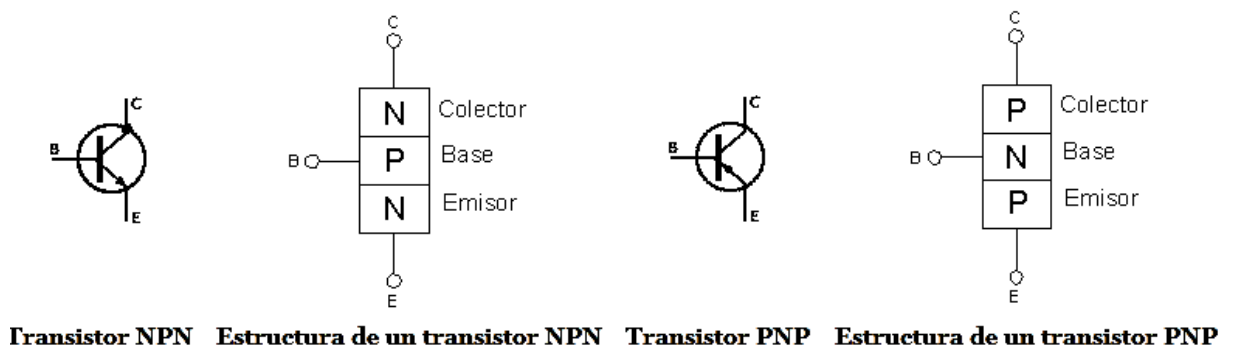 C
B
E
C
N Colector
B P Base
N Emisor
E
C
B
E
C
P Colector
B N Base
P Emisor
E
Transistor NPN Estructura de un transistor NPN Transistor PNP Estructura de un transistor PNP